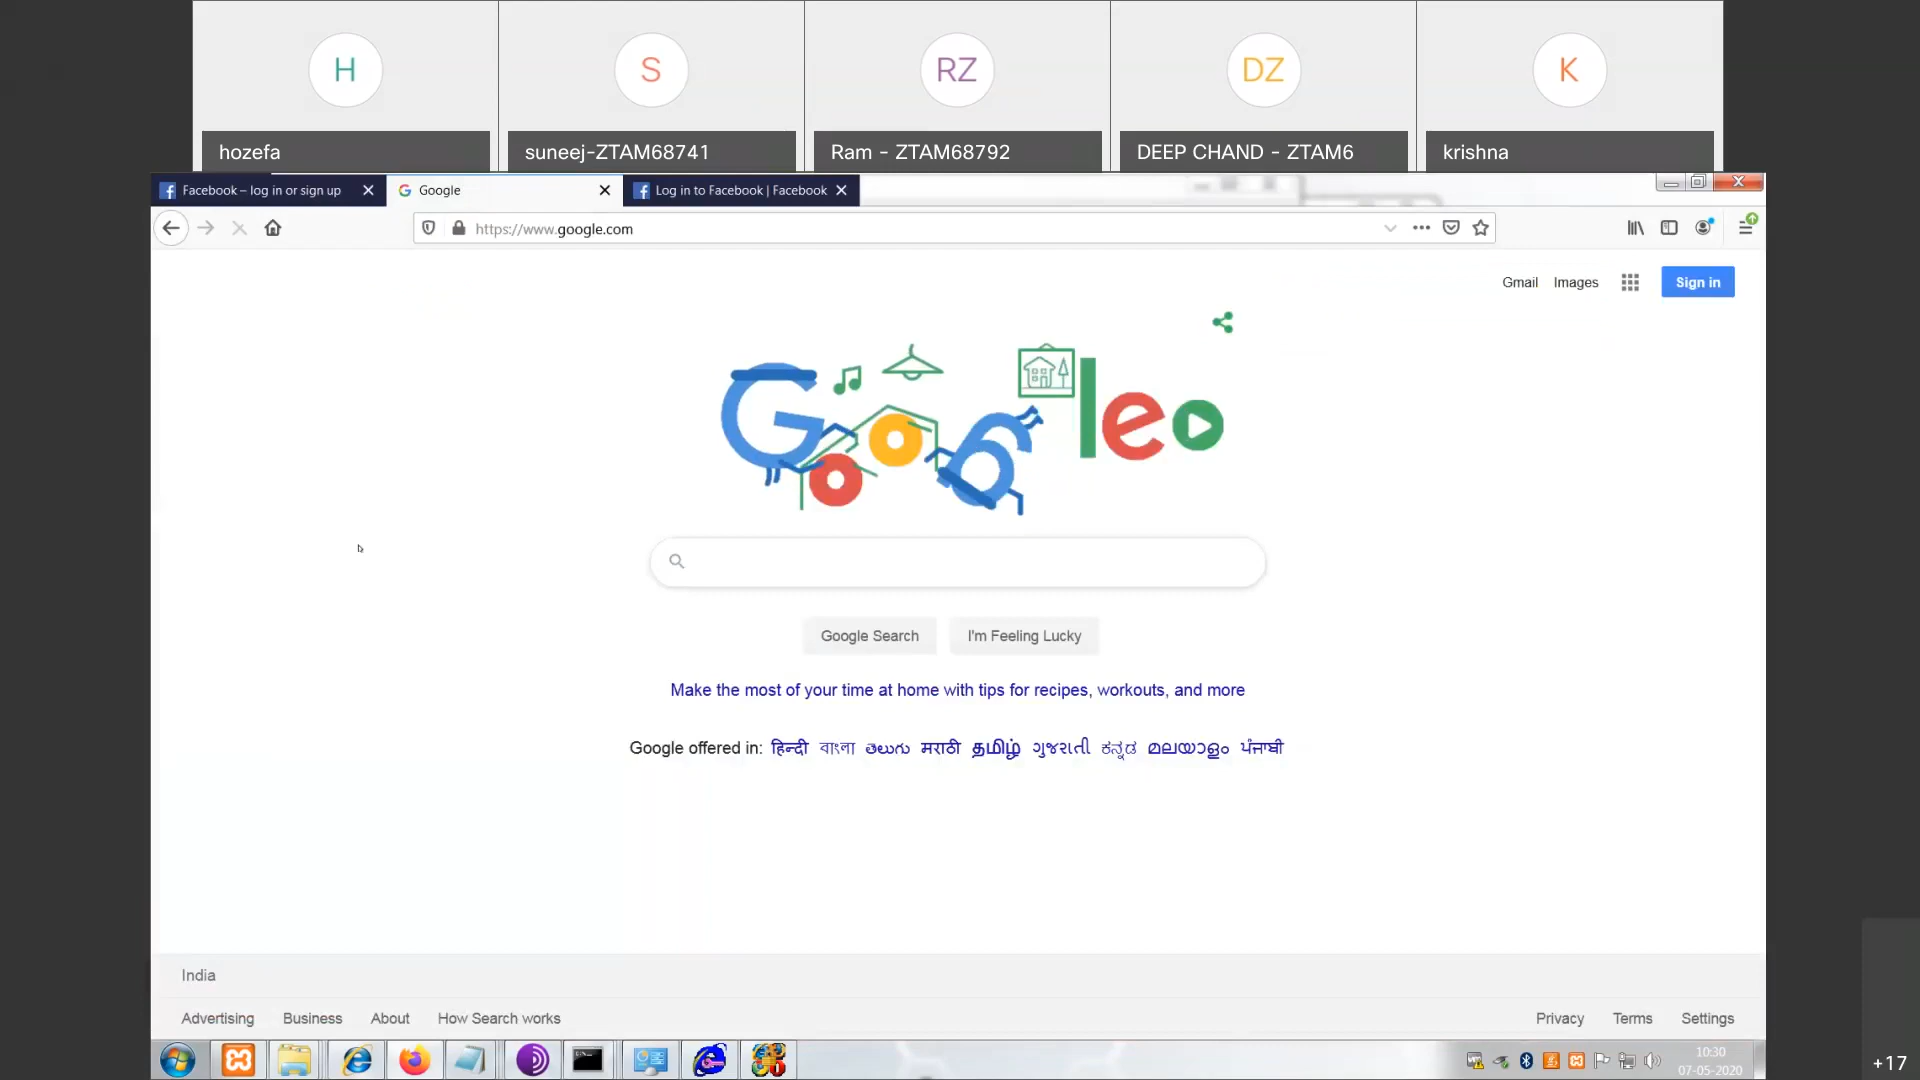 H
S
RZ
DZ
K
hozefa
suneej-ZTAM68741
Ram - ZTAM68792
DEEP CHAND - ZTAM6
krishna
Facebook – log in or sign up
Google
Log in to Facebook | Facebook
https://www.google.com
Gmail
Images
Sign in
Google
Google Search
I'm Feeling Lucky
Make the most of your time at home with tips for recipes, workouts, and more
Google offered in: हिन्दी বাংলা తెలుగు मराठी தமிழ் ગુજરાતી ಕನ್ನಡ മലയാളം ਪੰਜਾਬੀ
India
Advertising Business About How Search works
Privacy Terms Settings
10:30
07-05-2020
+17